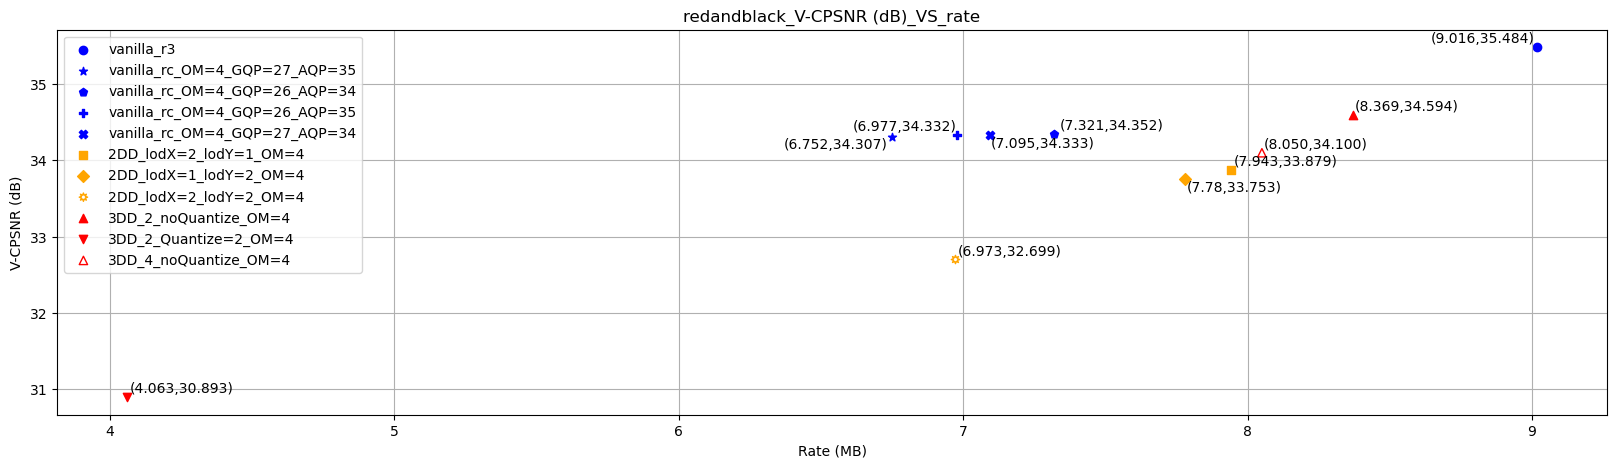 redandblack_V-CPSNR (dB)_VS_rate
V-CPSNR (dB)
35
34
33
32
31
vanilla_r3
vanilla_rc_OM=4_GQP=27_AQP=35
vanilla_rc_OM=4_GQP=26_AQP=34
vanilla_rc_OM=4_GQP=26_AQP=35
vanilla_rc_OM=4_GQP=27_AQP=34
2DD_lodX=2_lodY=1_OM=4
2DD_lodX=1_lodY=2_OM=4
2DD_lodX=2_lodY=2_OM=4
3DD_2_noQuantize_OM=4
3DD_2_Quantize=2_OM=4
3DD_4_noQuantize_OM=4
(9.016,35.484)
(8.369,34.594)
(6.977,34.332)
(7.321,34.352)
(6.752,34.307)
(7.095,34.333)
(8.050,34.100)
(7.943,33.879)
(7.78,33.753)
(6.973,32.699)
(4.063,30.893)
4
5
6
7
8
9
Rate (MB)